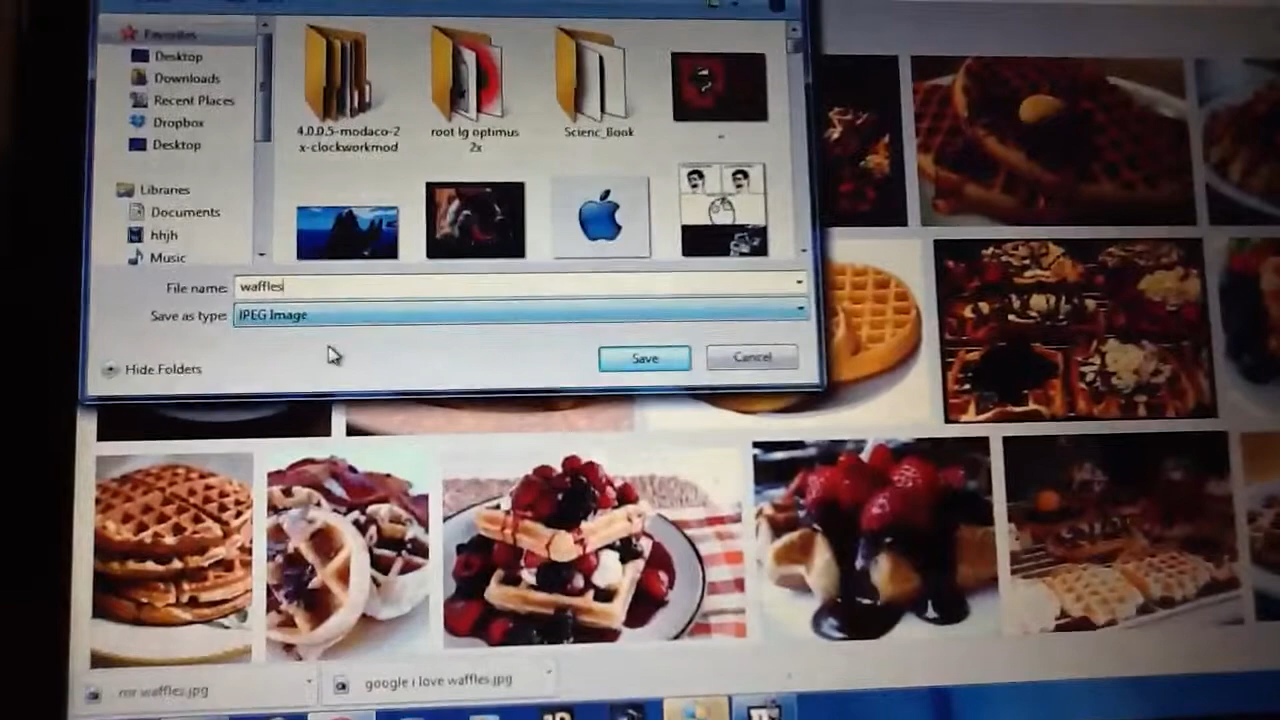 Favorites
Desktop
Downloads
Recent Places
Dropbox
Desktop
Libraries
Documents
hhjh
Music
4.0.0.5-modaco-2
x-clockworkmod
root lg optimus
2x
Scienc_Book
File name: waffles
Save as type: JPEG Image
Hide Folders
Save
Cancel
mr waffles.jpg
google i love waffles.jpg